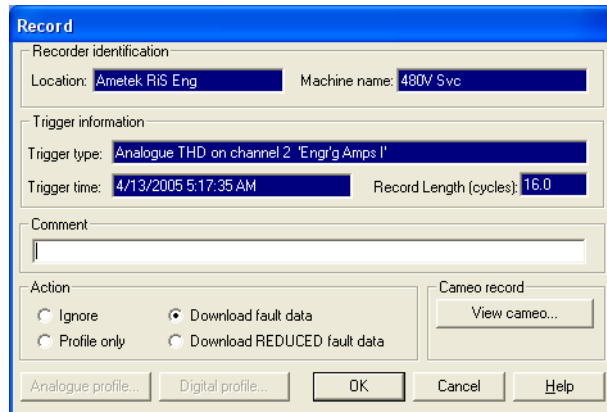 Record
Recorder identification
Location: Ametek RiS Eng Machine name: 480V Svc
Trigger information
Trigger type: Analogue THD on channel 2 'Engr'g Amps I'
Trigger time: 4/13/2005 5:17:35 AM Record Length (cycles): 16.0
Comment
Action Cameo record
Ignore Download fault data View cameo...
Profile only Download REDUCED fault data
Analogue profile... Digital profile... OK Cancel Help